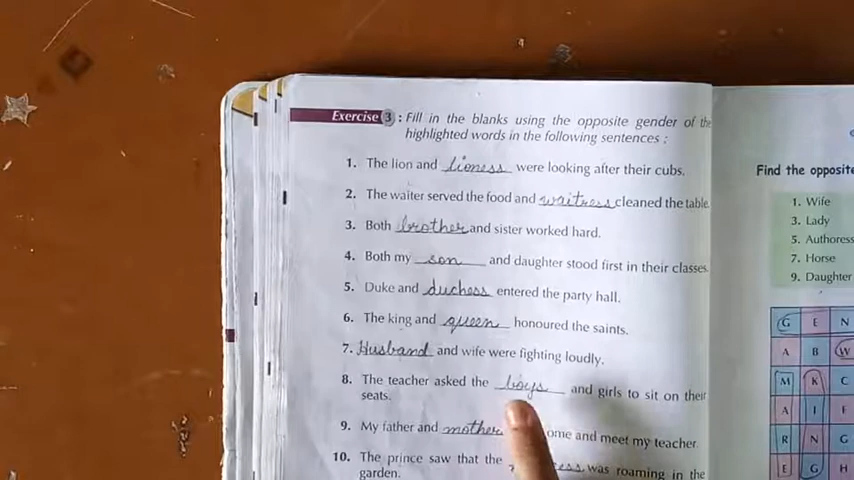 Exercise 3 : Fill in the blanks using the opposite gender of the
highlighted words in the following sentences :
1. The lion and lioness were looking after their cubs.
2. The waiter served the food and waitress cleaned the table.
3. Both brother and sister worked hard.
4. Both my son and daughter stood first in their classes.
5. Duke and duchess entered the party hall.
6. The king and queen honoured the saints.
7. Husband and wife were fighting loudly.
8. The teacher asked the boys and girls to sit on their
seats.
9. My father and mother ome and meet my teacher.
10. The prince saw that the ess was roaming in the
garden.
Find the opposite
1. Wife
3. Lady
5. Authoress
7. Horse
9. Daughter
G E N
A B W
M K C
A I F
R N G
E G H